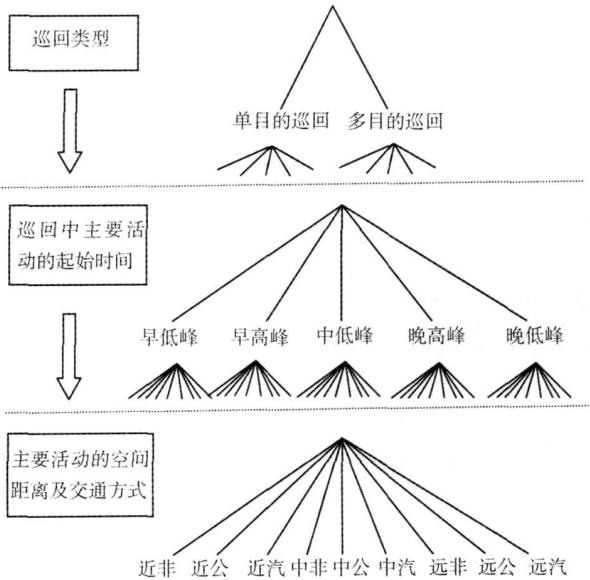 巡回类型
单目的巡回 多目的巡回
巡回中主要活
动的起始时间
早低峰 早高峰 中低峰 晚高峰 晚低峰
主要活动的空间
距离及交通方式
近非 近公 近汽 中非 中公 中汽 远非 远公 远汽